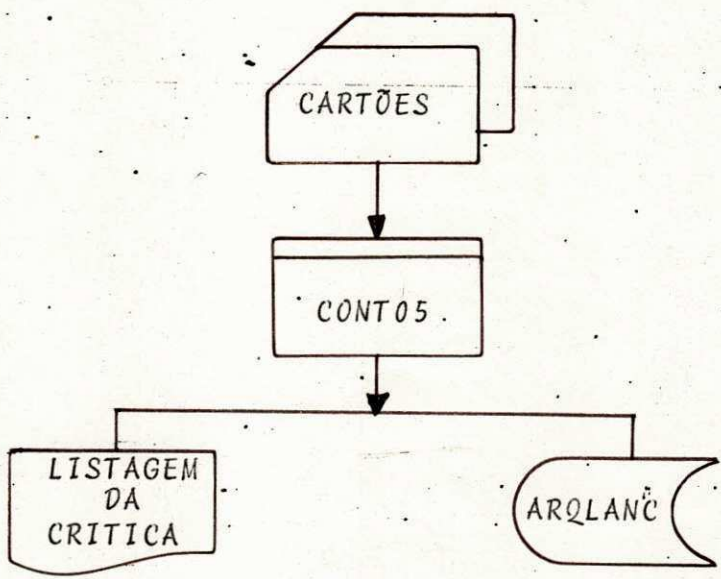 CARTÕES
CONT05.
LISTAGEM
DA
CRITICA
ARQLANC